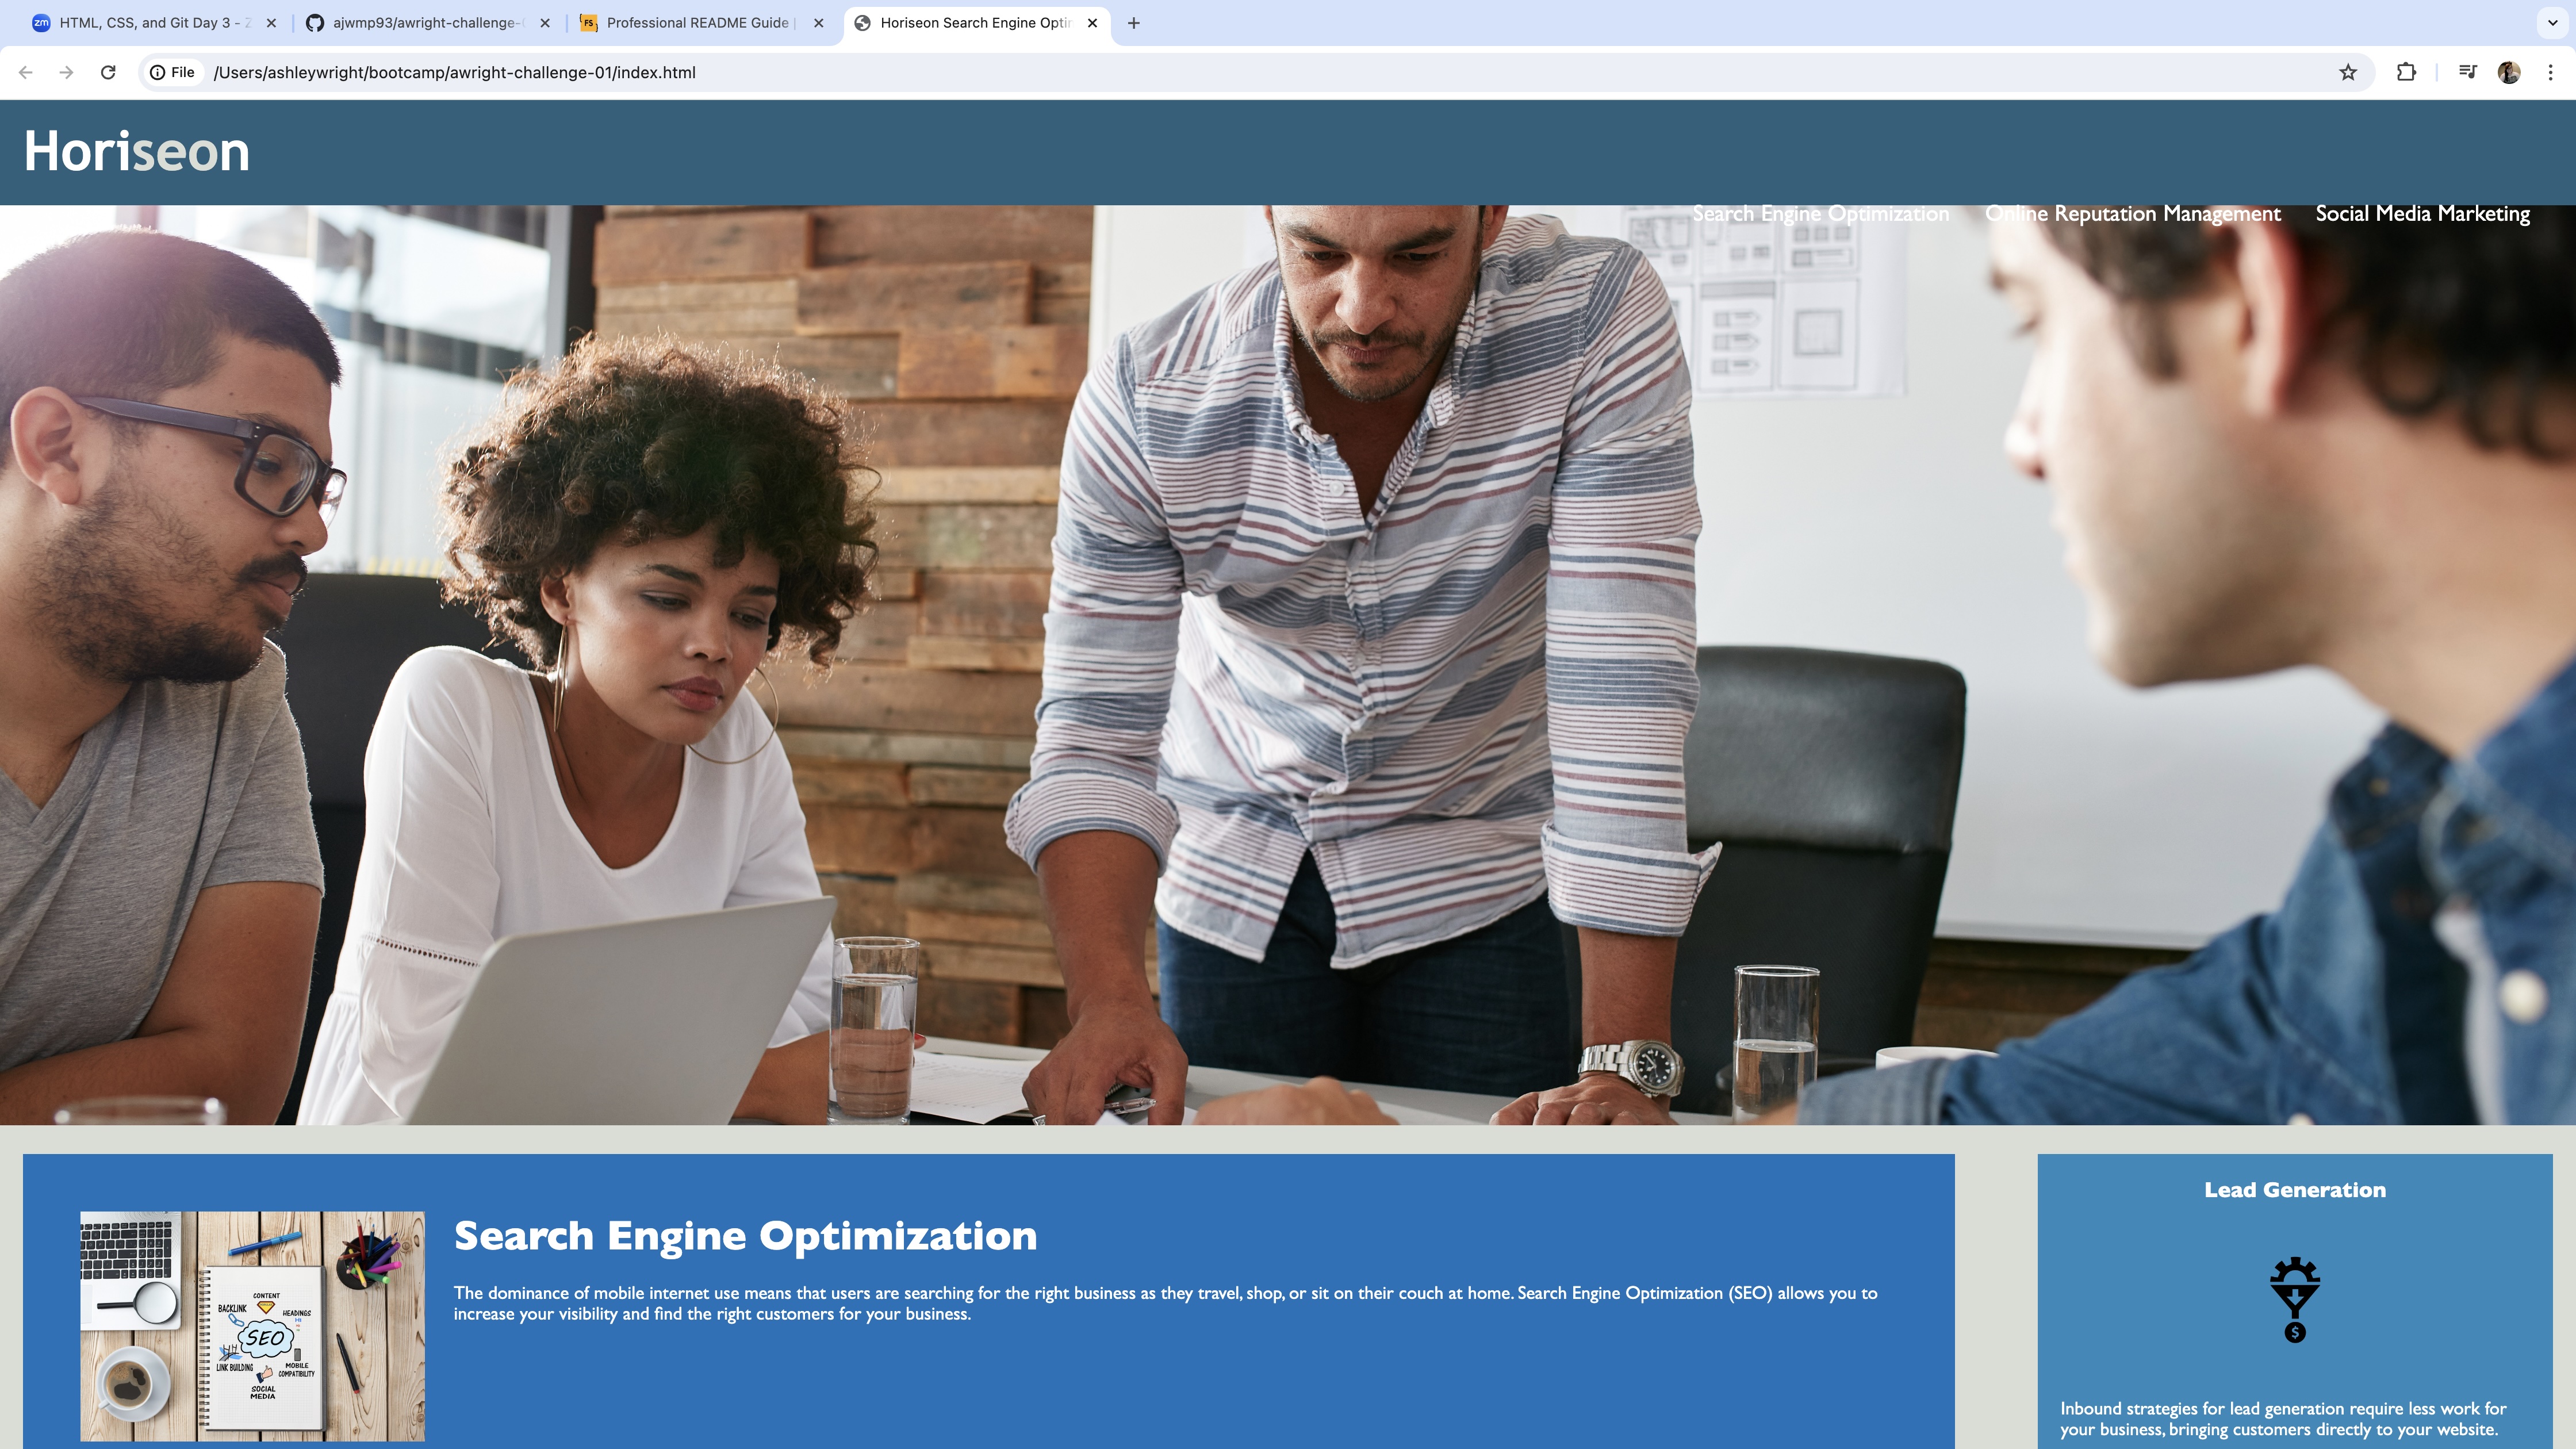 HTML, CSS, and Git Day 3 - Z
ajwmp93/awright-challenge-0
Professional README Guide
Horiseon Search Engine Opti
File
/Users/ashleywright/bootcamp/awright-challenge-01/index.html
Horiseon
Search Engine Optimization
Online Reputation Management
Social Media Marketing
Search Engine Optimization
The dominance of mobile internet use means that users are searching for the right business as they travel, shop, or sit on their couch at home. Search Engine Optimization (SEO) allows you to
increase your visibility and find the right customers for your business.
CONTENT
BACKLINK
HEADINGS
SEO
LINK BUILDING
MOBILE
COMPATIBILITY
SOCIAL
MEDIA
Lead Generation
$
Inbound strategies for lead generation require less work for
your business, bringing customers directly to your website.